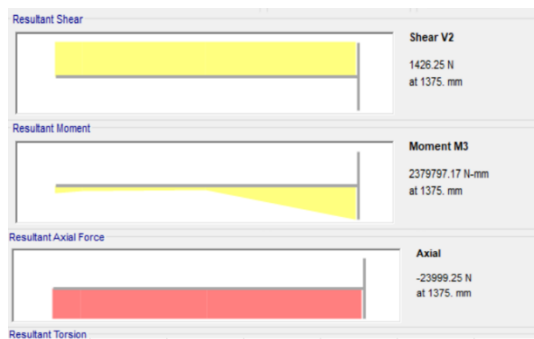 Resultant Shear
Shear V2
1426.25 N
at 1375. mm
Resultant Moment
Moment M3
2379797.17 N-mm
at 1375. mm
Resultant Axial Force
Axial
-23999.25 N
at 1375. mm
Resultant Torsion